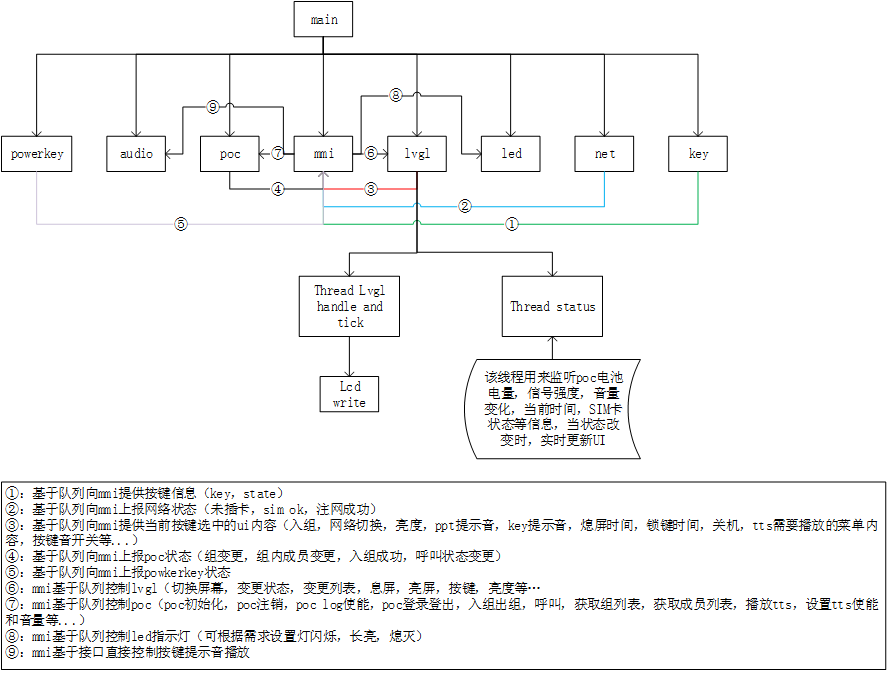 main
⑧
⑨
powerkey
audio
poc
⑦
mmi
⑥
lvgl
led
net
key
④
③
②
⑤
①
Thread Lvgl
handle and
tick
Thread status
Lcd
write
该线程用来监听poc电池
电量，信号强度，音量
变化，当前时间，SIM卡
状态等信息，当状态改
变时，实时更新UI
①：基于队列向mmi提供按键信息（key，state）
②：基于队列向mmi上报网络状态（未插卡，sim ok，注网成功）
③：基于队列向mmi提供当前按键选中的ui内容（入组，网络切换，亮度，ppt提示音，key提示音，熄屏时间，锁键时间，关机，tts需要播放的菜单内
容，按键音开关等...）
④：基于队列向mmi上报poc状态（组变更，组内成员变更，入组成功，呼叫状态变更）
⑤：基于队列向mmi上报powkerkey状态
⑥：mmi基于队列控制lvgl（切换屏幕，变更状态，变更列表，息屏，亮屏，按键，亮度等…
⑦：mmi基于队列控制poc（poc初始化，poc注销，poc log使能，poc登录登出，入组出组，呼叫，获取组列表，获取成员列表，播放tts，设置tts使能
和音量等...）
⑧：mmi基于队列控制led指示灯（可根据需求设置灯闪烁，长亮，熄灭）
⑨：mmi基于接口直接控制按键提示音播放